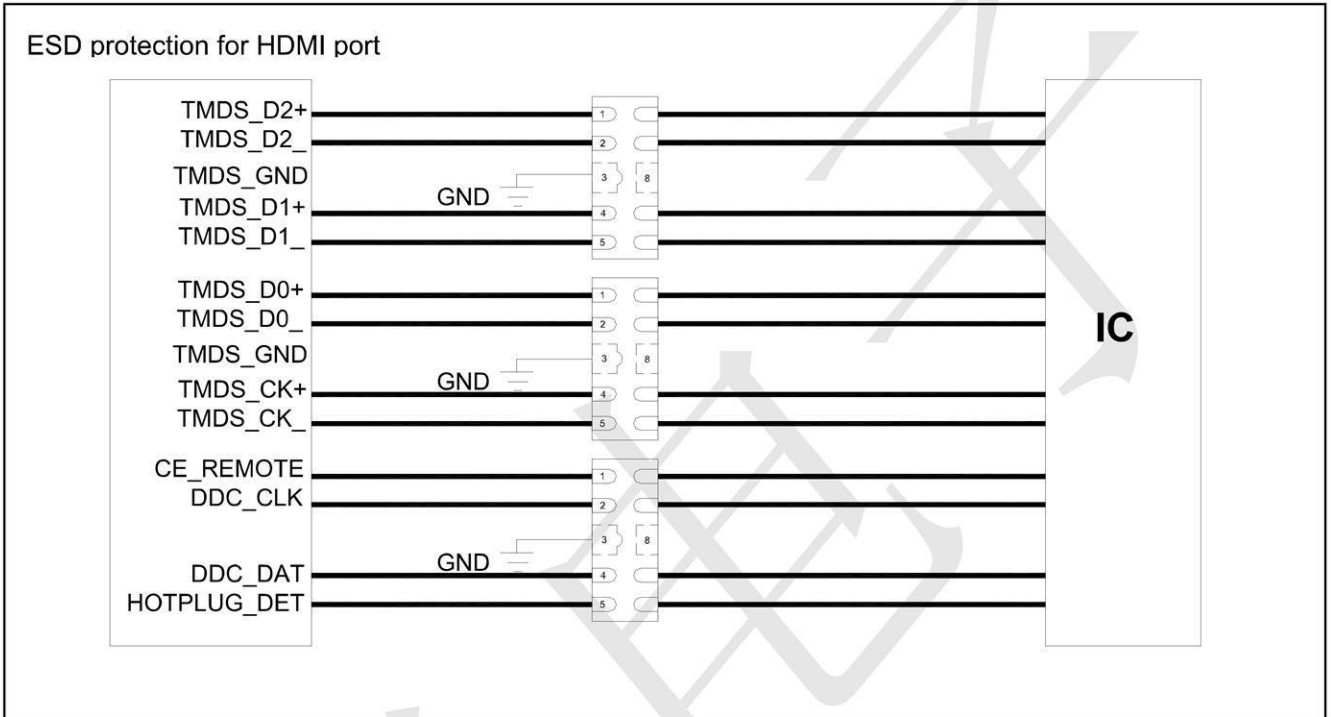 ESD protection for HDMI port
TMDS_D2+
TMDS_D2_
TMDS_GND
TMDS_D1+
TMDS_D1_
GND
1
2
3 8
4
5
TMDS_D0+
TMDS_D0_
TMDS_GND
TMDS_CK+
TMDS_CK_
GND
1
2
3 8
4
5
CE_REMOTE
DDC_CLK
DDC_DAT
HOTPLUG_DET
GND
1
2
3 8
4
5
IC